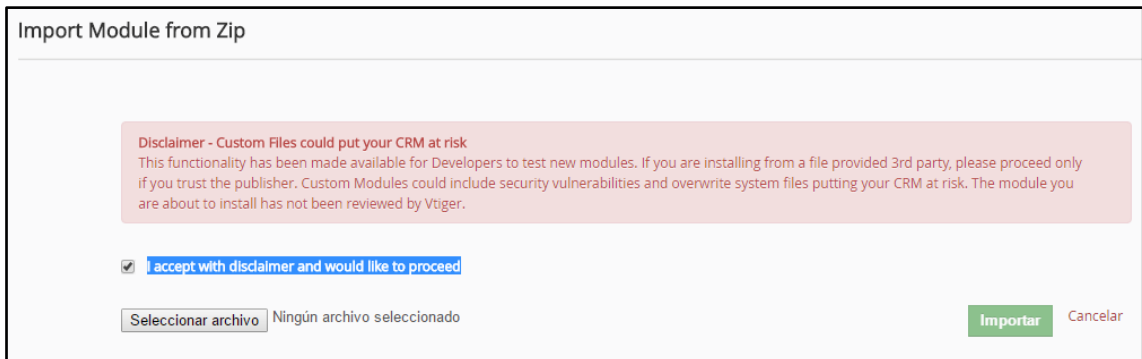 Import Module from Zip
Disclaimer - Custom Files could put your CRM at risk
This functionality has been made available for Developers to test new modules. If you are installing from a file provided 3rd party, please proceed only
if you trust the publisher. Custom Modules could include security vulnerabilities and overwrite system files putting your CRM at risk. The module you
are about to install has not been reviewed by Vtiger.
I accept with disclaimer and would like to proceed
Seleccionar archivo Ningún archivo seleccionado Importar Cancelar